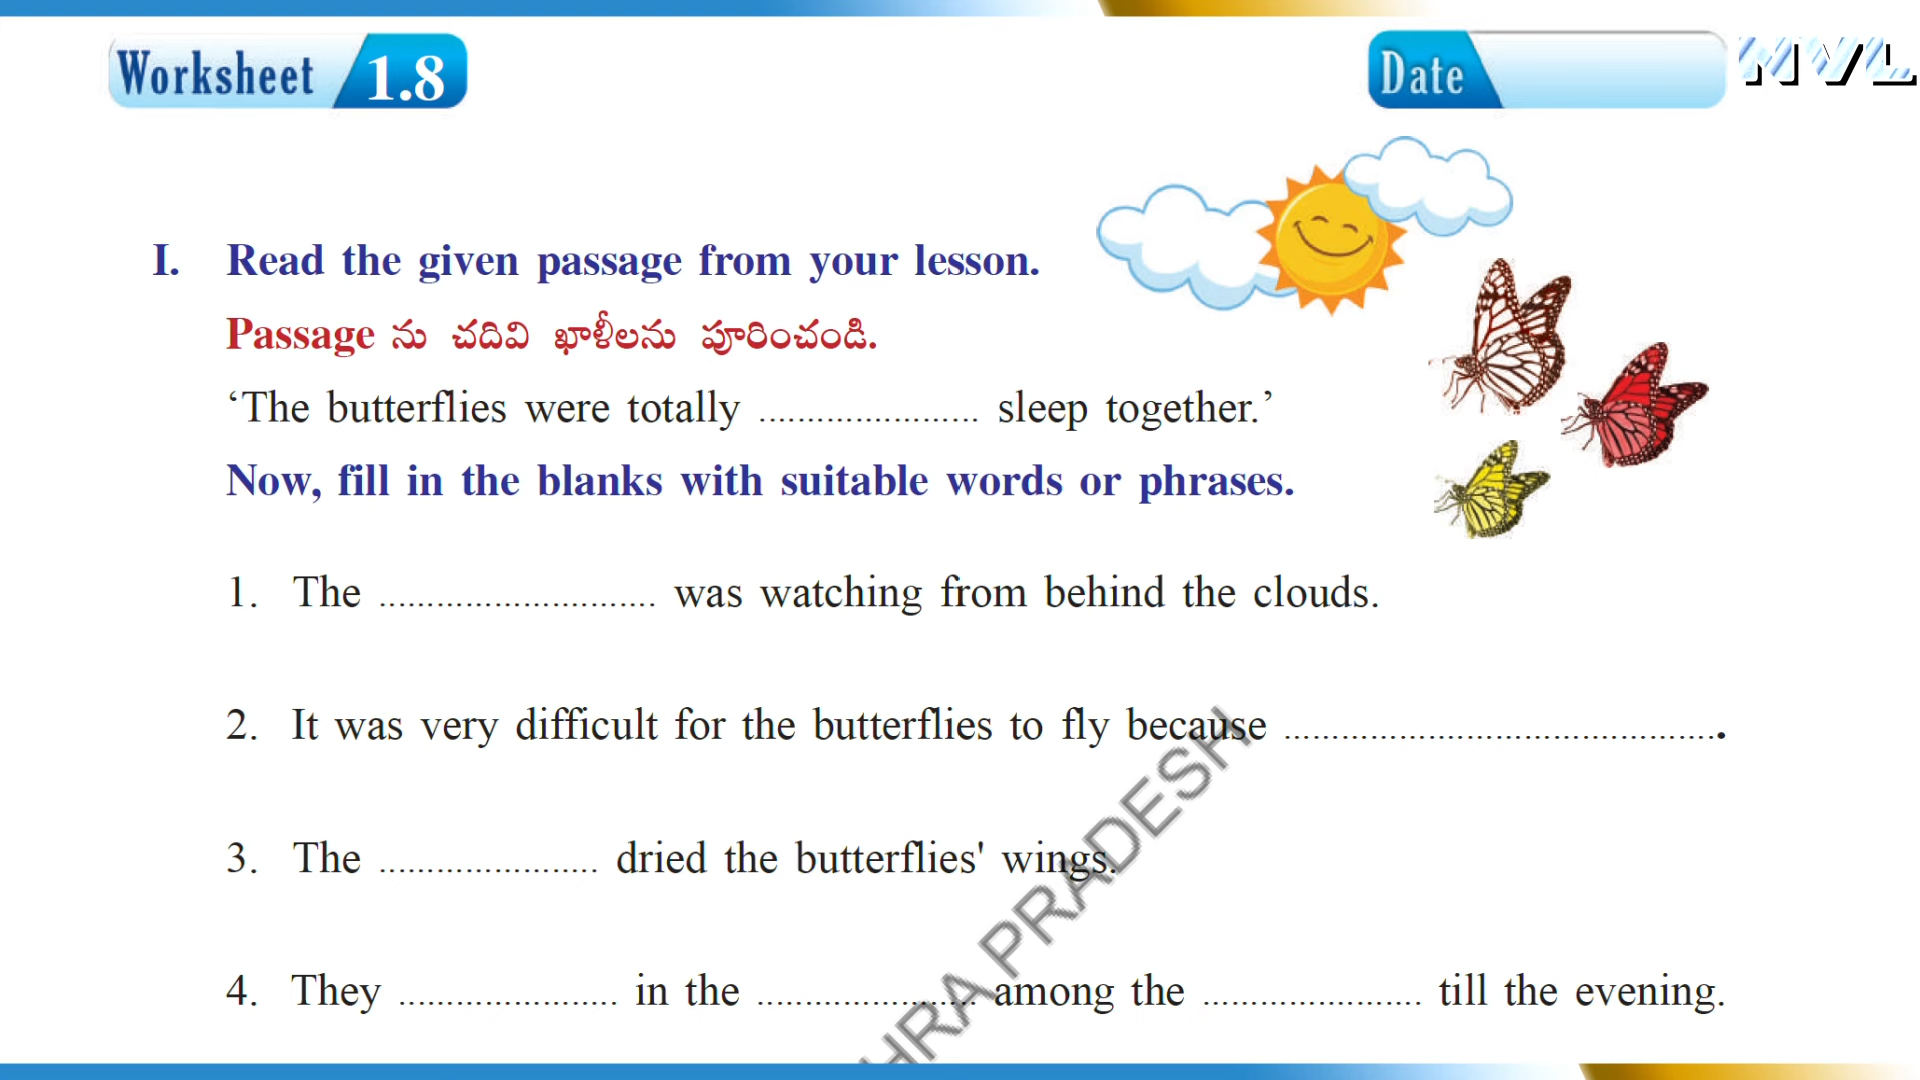 Worksheet 1.8
Date
MVL
I. Read the given passage from your lesson.
Passage ను చదివి ఖాళీలను పూరించండి.
‘The butterflies were totally ....................... sleep together.’
Now, fill in the blanks with suitable words or phrases.
1. The ............................. was watching from behind the clouds.
2. It was very difficult for the butterflies to fly because .............................................
3. The ....................... dried the butterflies' wings.
4. They ....................... in the ....................... among the ....................... till the evening.
HRA PRADESH